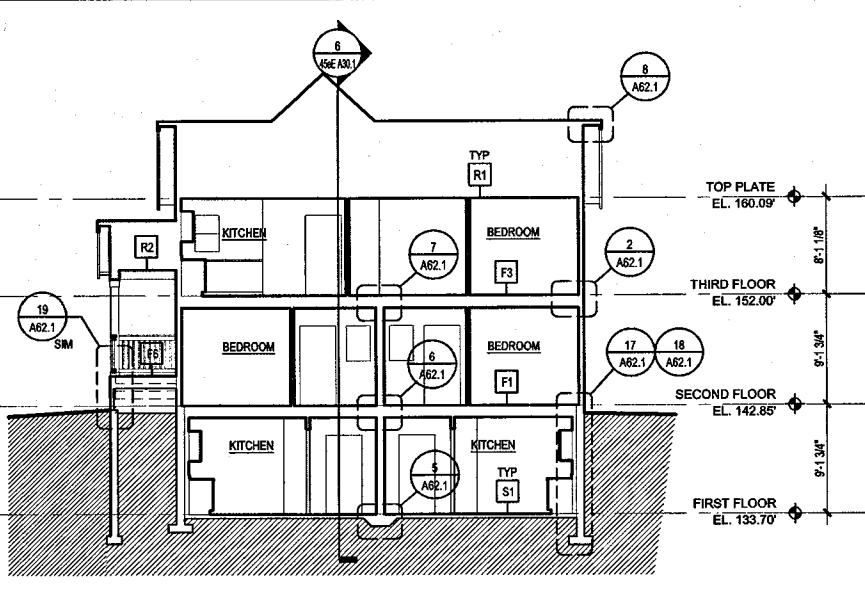 6
45eE A30.1
8
A62.1
TYP
R1
TOP PLATE
EL. 160.09'
8'-1 1/8"
KITCHEN
BEDROOM
R2
7
A62.1
2
A62.1
F3
THIRD FLOOR
EL. 152.00'
19
A62.1
SIM
F6
BEDROOM
BEDROOM
6
A62.1
17
A62.1
18
A62.1
9'-1 3/4"
F1
SECOND FLOOR
EL. 142.85'
KITCHEN
KITCHEN
5
A62.1
TYP
S1
9'-1 3/4"
FIRST FLOOR
EL. 133.70'